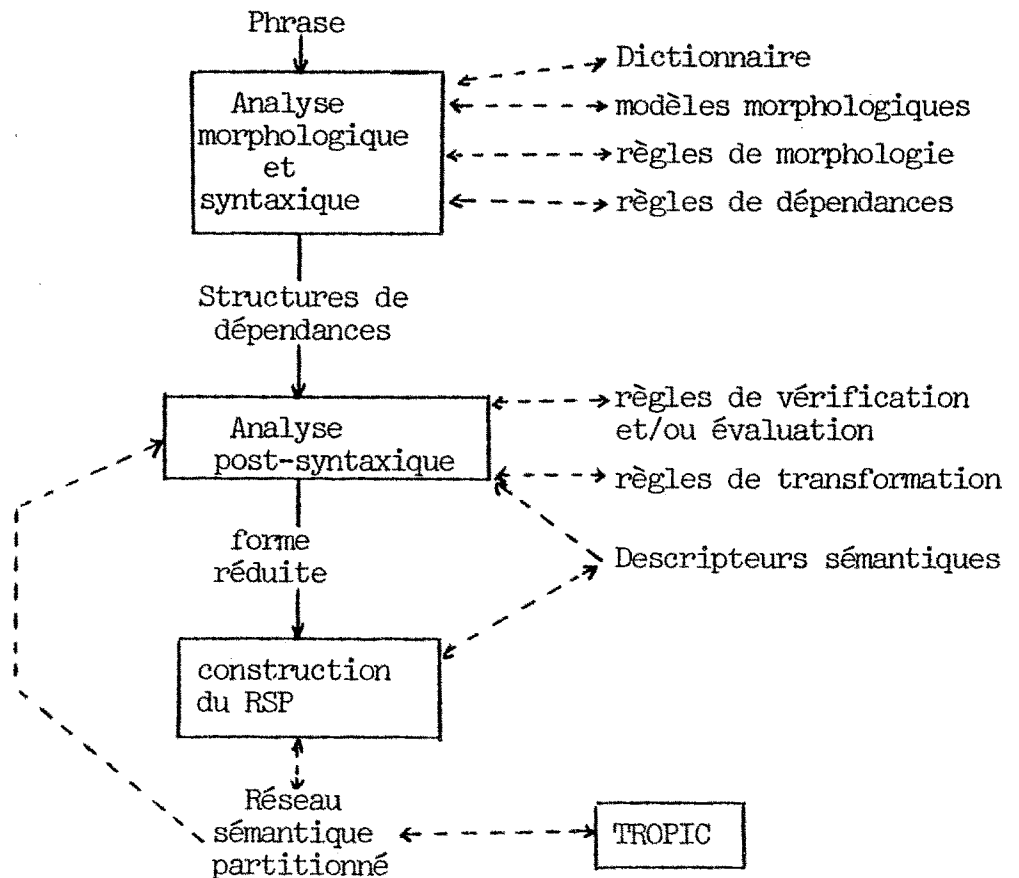 Phrase
Analyse
morphologique
et
syntaxique
Dictionnaire
modèles morphologiques
règles de morphologie
règles de dépendances
Structures de
dépendances
Analyse
post-syntaxique
règles de vérification
et/ou évaluation
règles de transformation
forme
réduite
Descripteurs sémantiques
construction
du RSP
Réseau
sémantique
partitionné
TROPIC